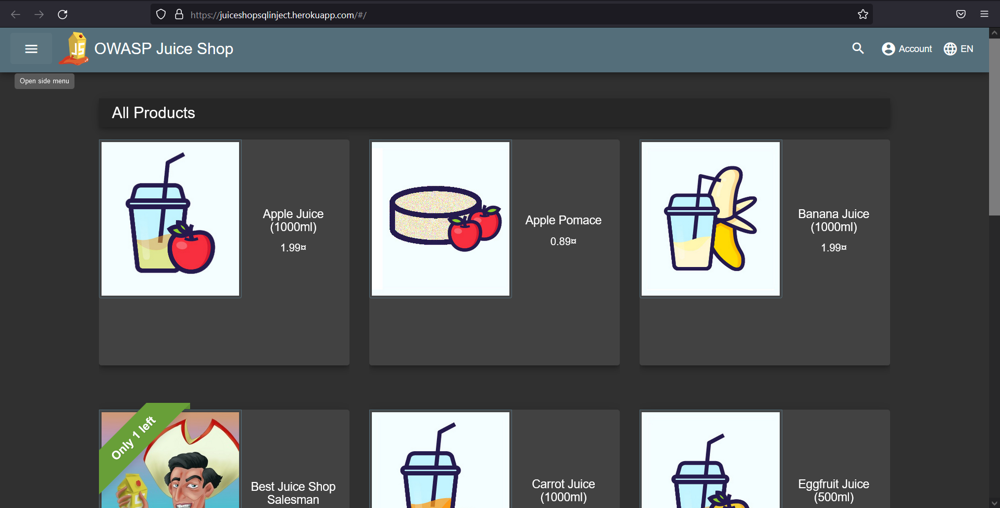 https://juiceshopsqlinject.herokuapp.com/#/
JS
OWASP Juice Shop
Account
EN
Open side menu
All Products
Apple Juice
(1000ml)
1.99¤
Apple Pomace
0.89¤
Banana Juice
(1000ml)
1.99¤
Only 1 left
Best Juice Shop
Salesman
Carrot Juice
(1000ml)
Eggfruit Juice
(500ml)